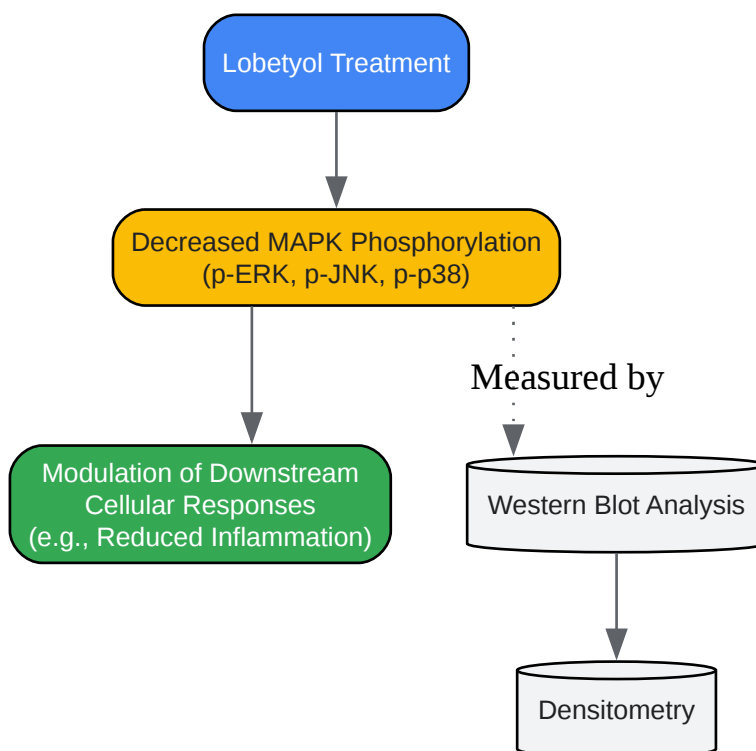 Lobetyol Treatment
Decreased MAPK Phosphorylation
(p-ERK, p-JNK, p-p38)
Measured by
Modulation of Downstream
Cellular Responses
(e.g., Reduced Inflammation)
Western Blot Analysis
Densitometry